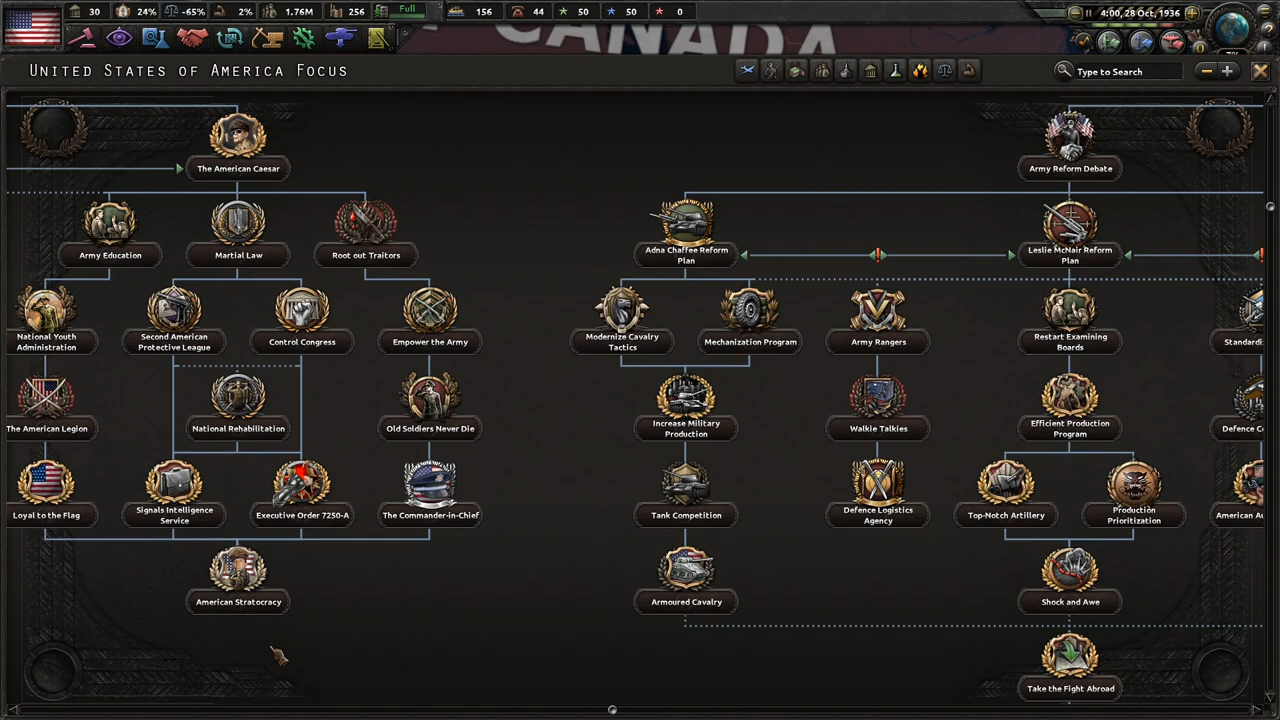 CANADA
30
24%
-65%
2%
1.76M
256
Full
156
44
50
50
0
4:00, 28 Oct, 1936
United States of America Focus
Type to Search
The American Caesar
Army Reform Debate
Army Education
Martial Law
Root out Traitors
Adna Chaffee Reform
Plan
Leslie McNair Reform
Plan
National Youth
Administration
Second American
Protective League
Control Congress
Empower the Army
Modernize Cavalry
Tactics
Mechanization Program
Army Rangers
Restart Examining
Boards
Standardi
The American Legion
National Rehabilitation
Old Soldiers Never Die
Increase Military
Production
Walkie Talkies
Efficient Production
Program
Defence Co
Loyal to the Flag
Signals Intelligence
Service
Executive Order 7250-A
The Commander-in-Chief
Tank Competition
Defence Logistics
Agency
Top-Notch Artillery
Production
Prioritization
American Au
American Stratocracy
Armoured Cavalry
Shock and Awe
Take the Fight Abroad